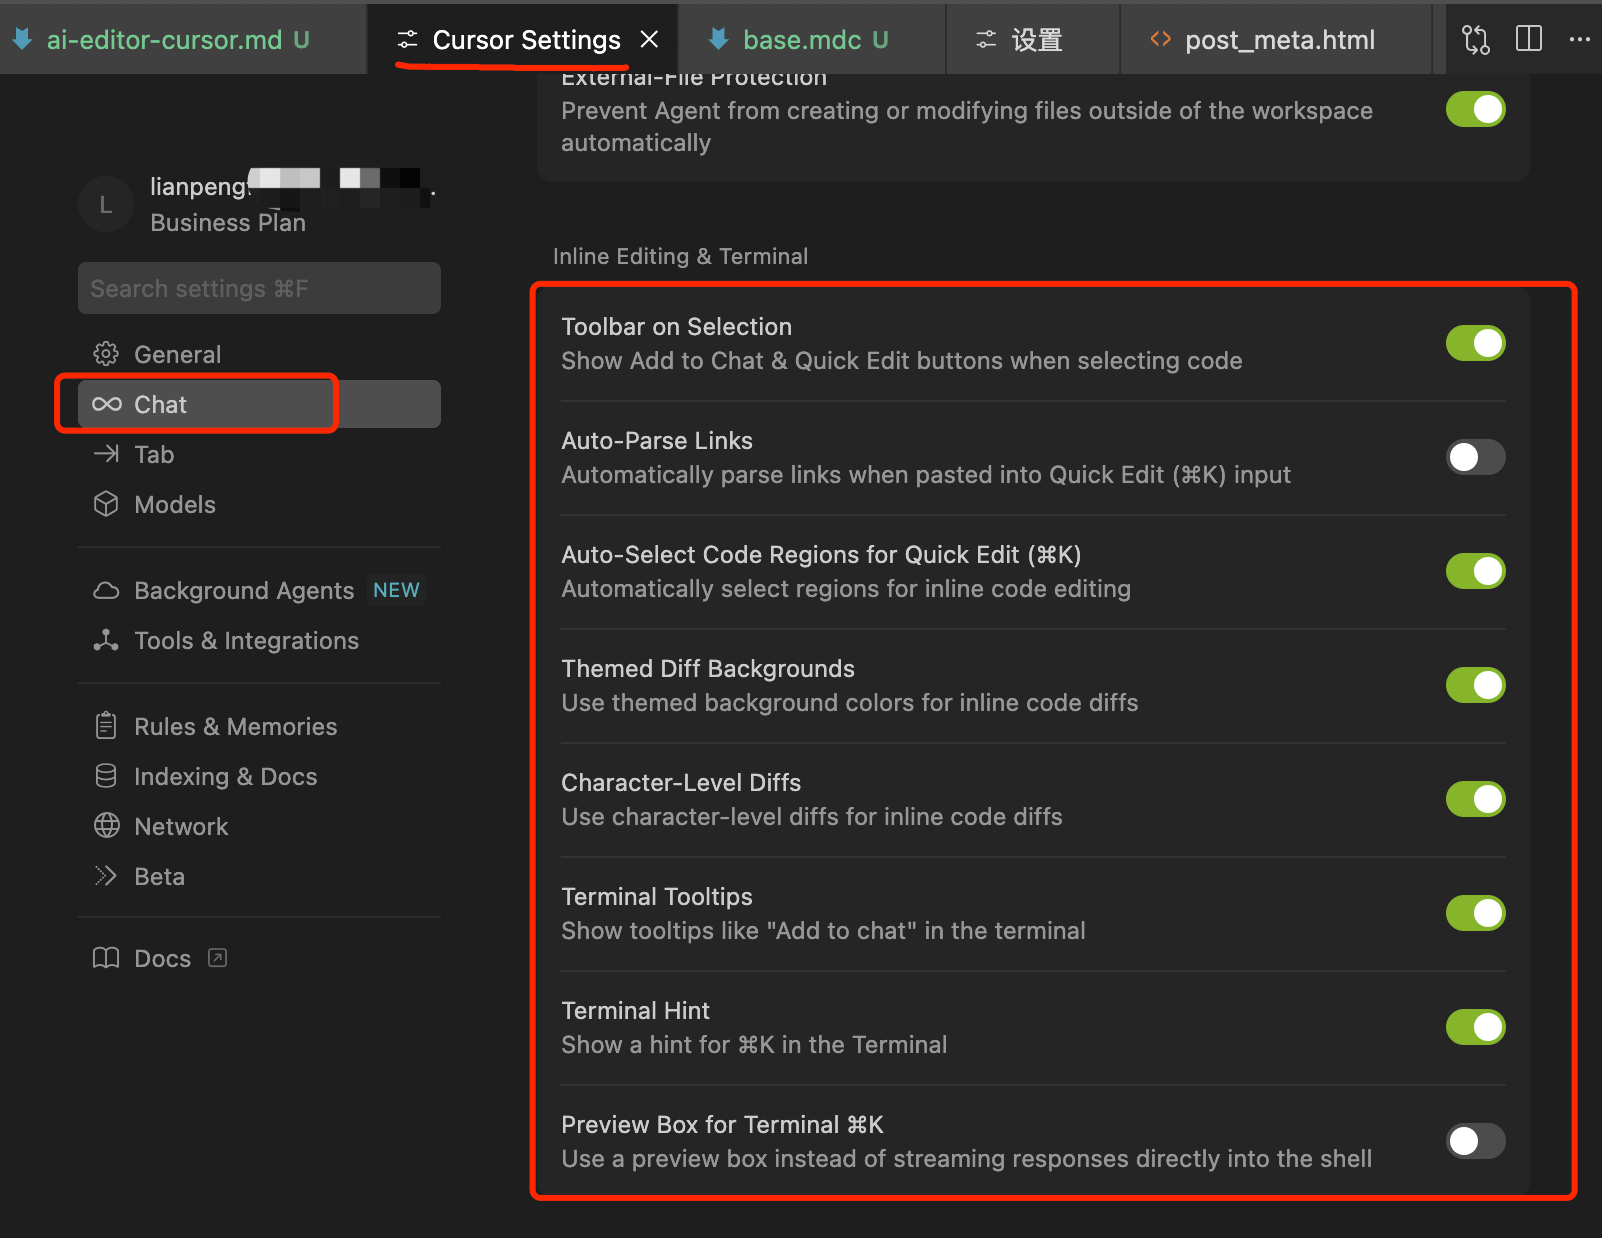 ai-editor-cursor.md U
Cursor Settings
base.mdc U
设置
post_meta.html
External-File Protection
Prevent Agent from creating or modifying files outside of the workspace
automatically
L
Business Plan
Search settings ⌘F
General
Chat
Tab
Models
Background Agents NEW
Tools & Integrations
Rules & Memories
Indexing & Docs
Network
Beta
Docs
Inline Editing & Terminal
Toolbar on Selection
Show Add to Chat & Quick Edit buttons when selecting code
Auto-Parse Links
Automatically parse links when pasted into Quick Edit (⌘K) input
Auto-Select Code Regions for Quick Edit (⌘K)
Automatically select regions for inline code editing
Themed Diff Backgrounds
Use themed background colors for inline code diffs
Character-Level Diffs
Use character-level diffs for inline code diffs
Terminal Tooltips
Show tooltips like "Add to chat" in the terminal
Terminal Hint
Show a hint for ⌘K in the Terminal
Preview Box for Terminal ⌘K
Use a preview box instead of streaming responses directly into the shell